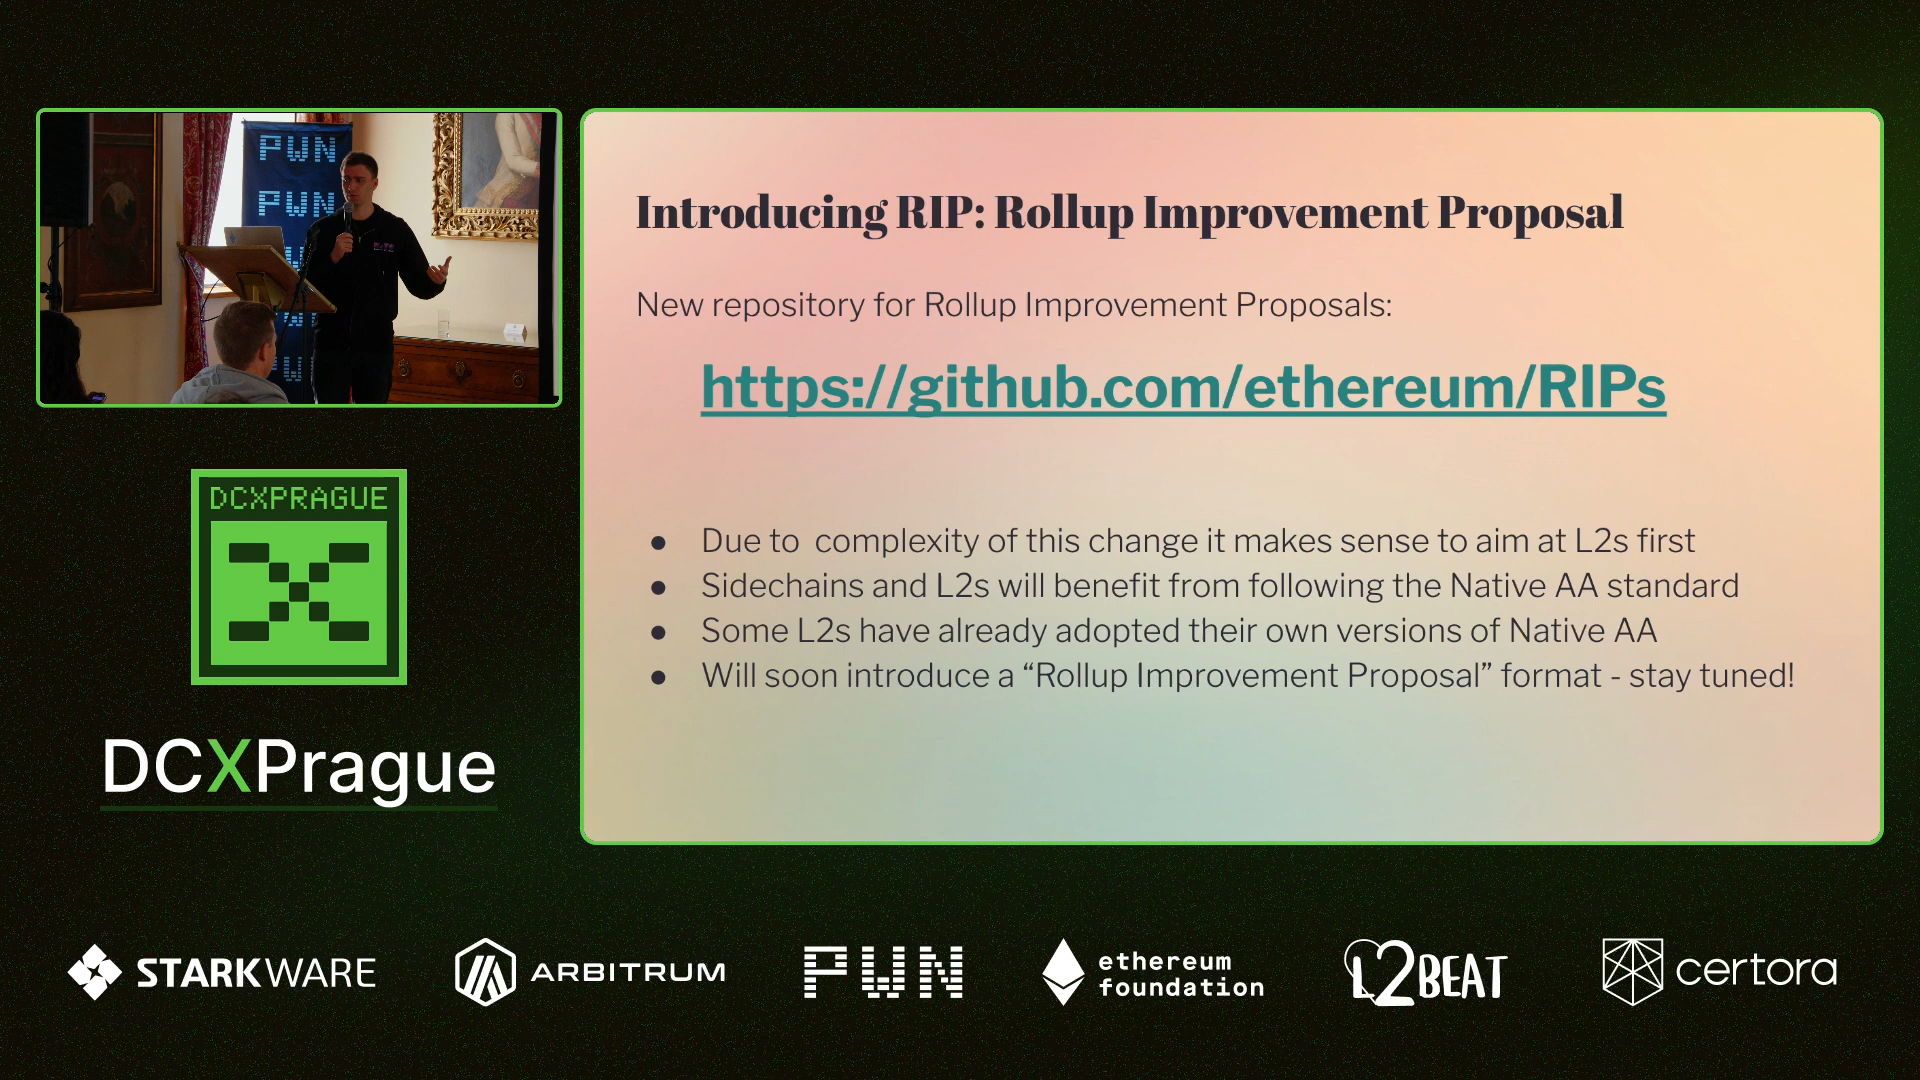 PWN
PWN
Introducing RIP: Rollup Improvement Proposal
New repository for Rollup Improvement Proposals:
https://github.com/ethereum/RIPs
● Due to  complexity of this change it makes sense to aim at L2s first
● Sidechains and L2s will benefit from following the Native AA standard
● Some L2s have already adopted their own versions of Native AA
● Will soon introduce a “Rollup Improvement Proposal” format - stay tuned!
DCXPRAGUE
DCXPrague
STARKWARE
ARBITRUM
PWN
ethereum
foundation
L2BEAT
certora